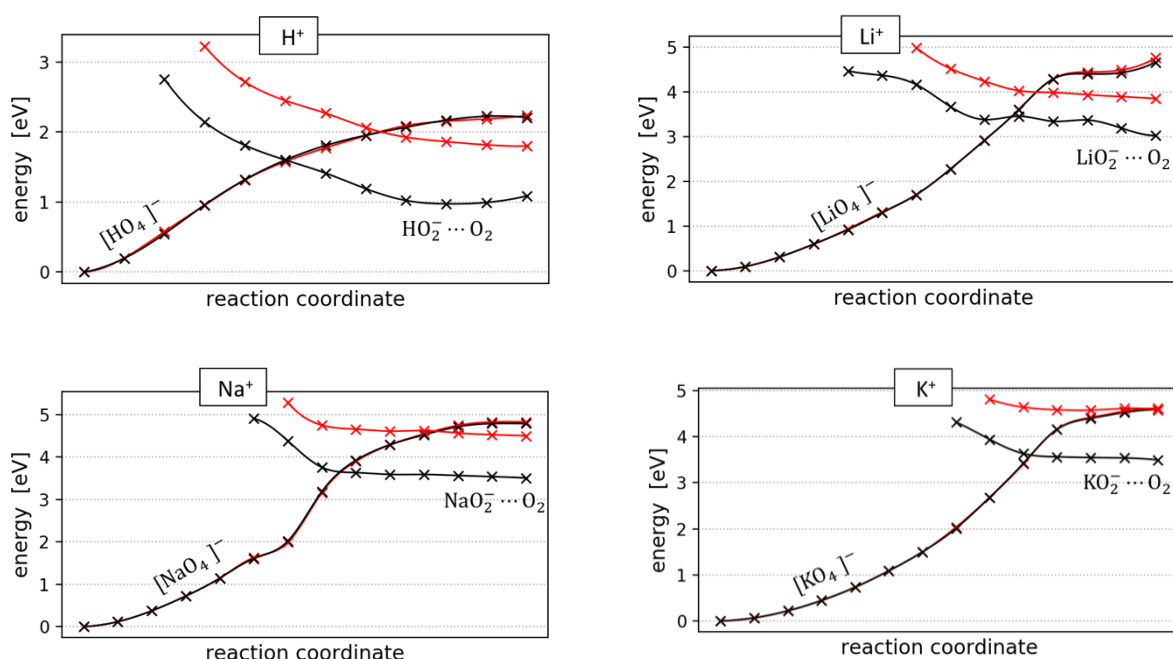 H⁺
energy [eV]
3
2
1
0
[HO₄]⁻
HO₂⁻ ⋯ O₂
reaction coordinate
Li⁺
energy [eV]
5
4
3
2
1
0
[LiO₄]⁻
LiO₂⁻ ⋯ O₂
reaction coordinate
Na⁺
energy [eV]
5
4
3
2
1
0
[NaO₄]⁻
NaO₂⁻ ⋯ O₂
reaction coordinate
K⁺
energy [eV]
5
4
3
2
1
0
[KO₄]⁻
KO₂⁻ ⋯ O₂
reaction coordinate